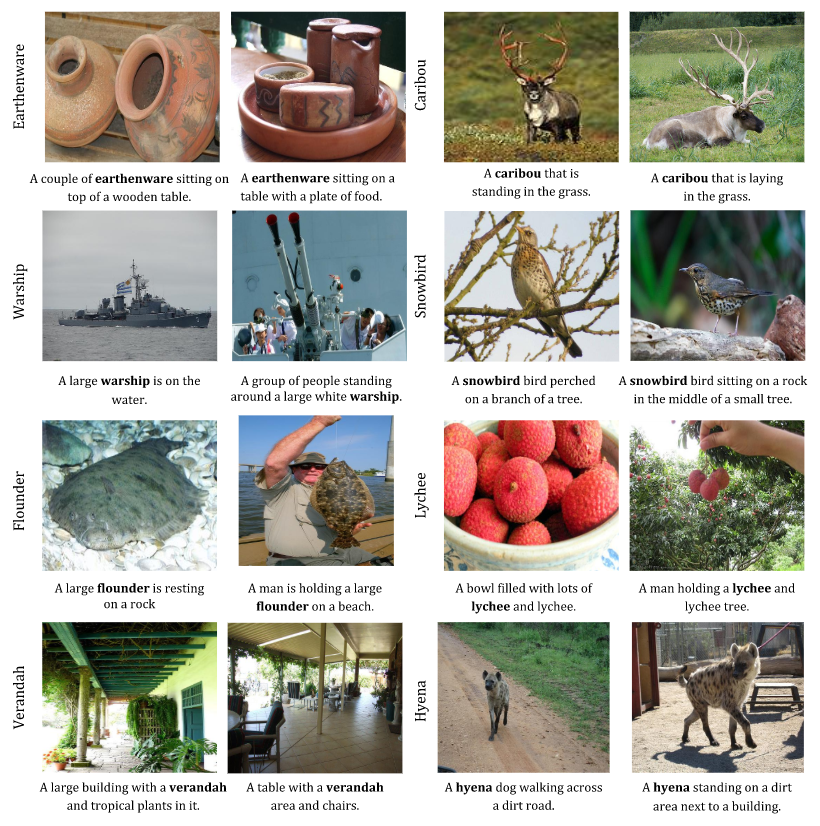 Earthenware
A couple of earthenware sitting on
top of a wooden table.
A earthenware sitting on a
table with a plate of food.
Caribou
A caribou that is
standing in the grass.
A caribou that is laying
in the grass.
Warship
A large warship is on the
water.
A group of people standing
around a large white warship.
Snowbird
A snowbird bird perched
on a branch of a tree.
A snowbird bird sitting on a rock
in the middle of a small tree.
Flounder
A large flounder is resting
on a rock
A man is holding a large
flounder on a beach.
Lychee
A bowl filled with lots of
lychee and lychee.
A man holding a lychee and
lychee tree.
Verandah
A large building with a verandah
and tropical plants in it.
A table with a verandah
area and chairs.
Hyena
A hyena dog walking across
a dirt road.
A hyena standing on a dirt
area next to a building.